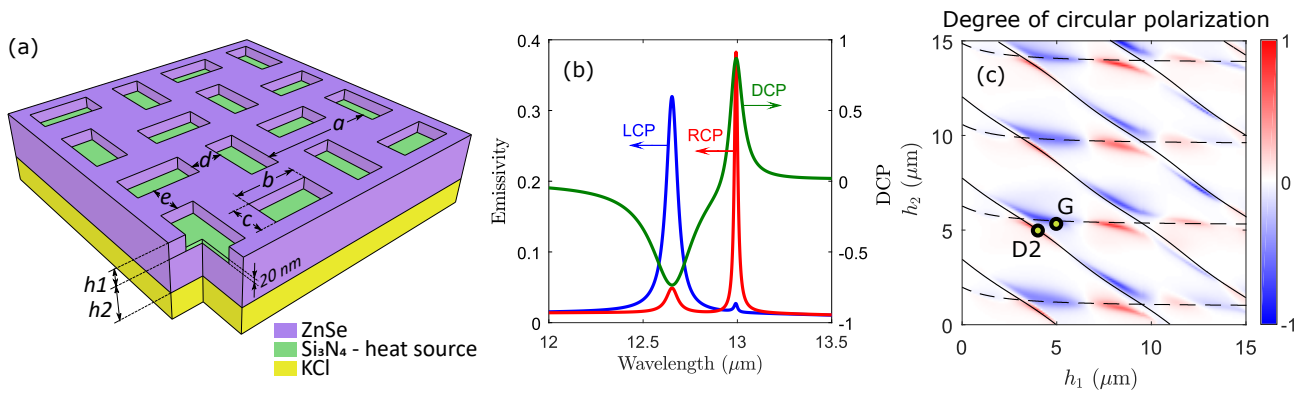 (a)
a
d
b
e
c
20 nm
h1
h2
ZnSe
Si₃N₄ - heat source
KCl
(b)
0.4
0.3
0.2
0.1
0
Emissivity
12
12.5
13
13.5
Wavelength (μm)
1
0.5
0
-0.5
-1
DCP
LCP
RCP
DCP
Degree of circular polarization
(c)
15
10
5
0
h₂ (μm)
0
5
10
15
h₁ (μm)
G
D2
1
0
-1